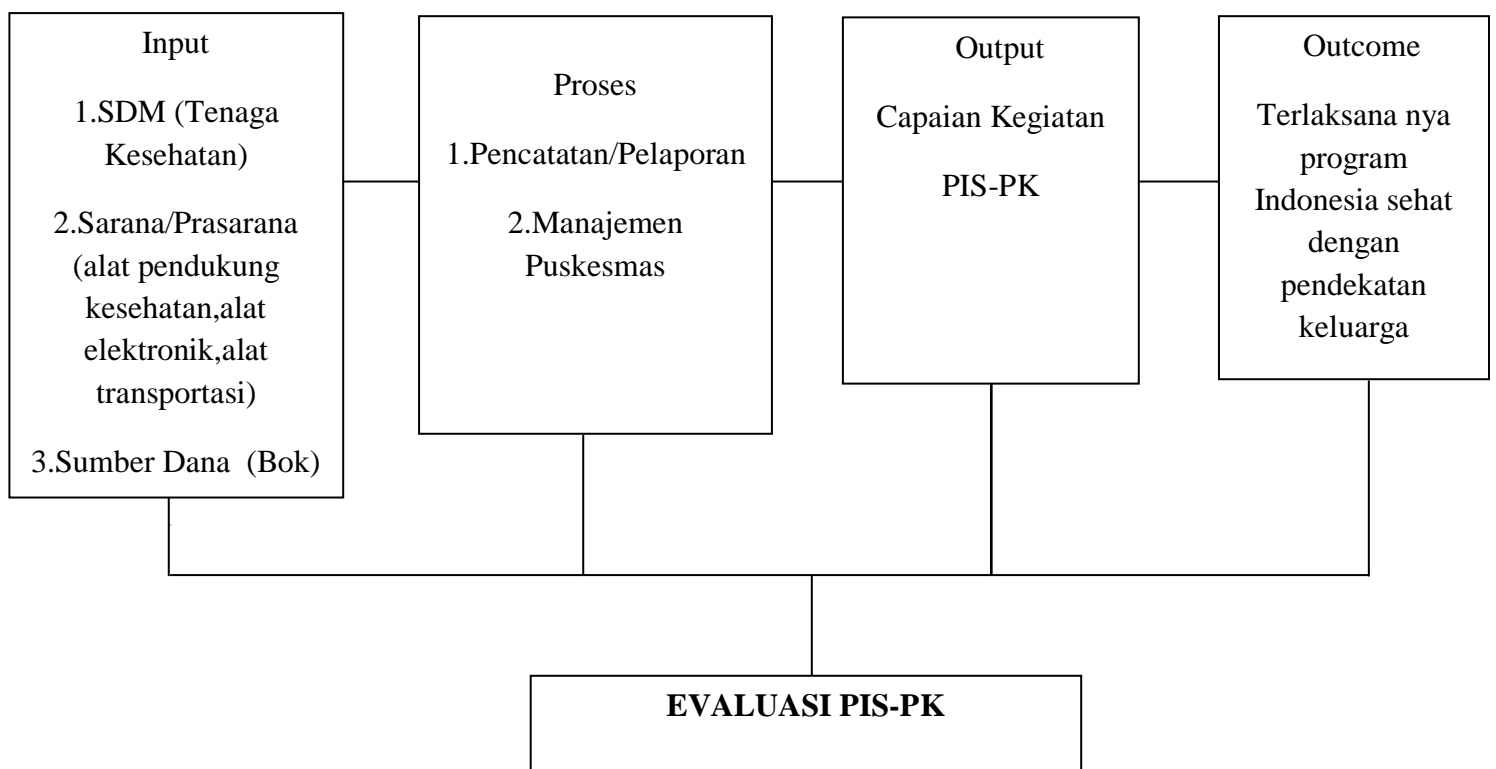 Input
1.SDM (Tenaga
Kesehatan)
2.Sarana/Prasarana
(alat pendukung
kesehatan,alat
elektronik,alat
transportasi)
3.Sumber Dana (Bok)
Proses
1.Pencatatan/Pelaporan
2.Manajemen
Puskesmas
Output
Capaian Kegiatan
PIS-PK
Outcome
Terlaksana nya
program
Indonesia sehat
dengan
pendekatan
keluarga
EVALUASI PIS-PK